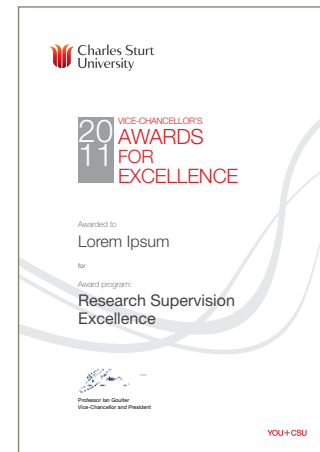 Charles Sturt
University
20
11
VICE-CHANCELLOR'S
AWARDS
FOR
EXCELLENCE
Awarded to
Lorem Ipsum
for
Award program:
Research Supervision
Excellence
Professor Ian Goulter
Vice-Chancellor and President
YOU+CSU